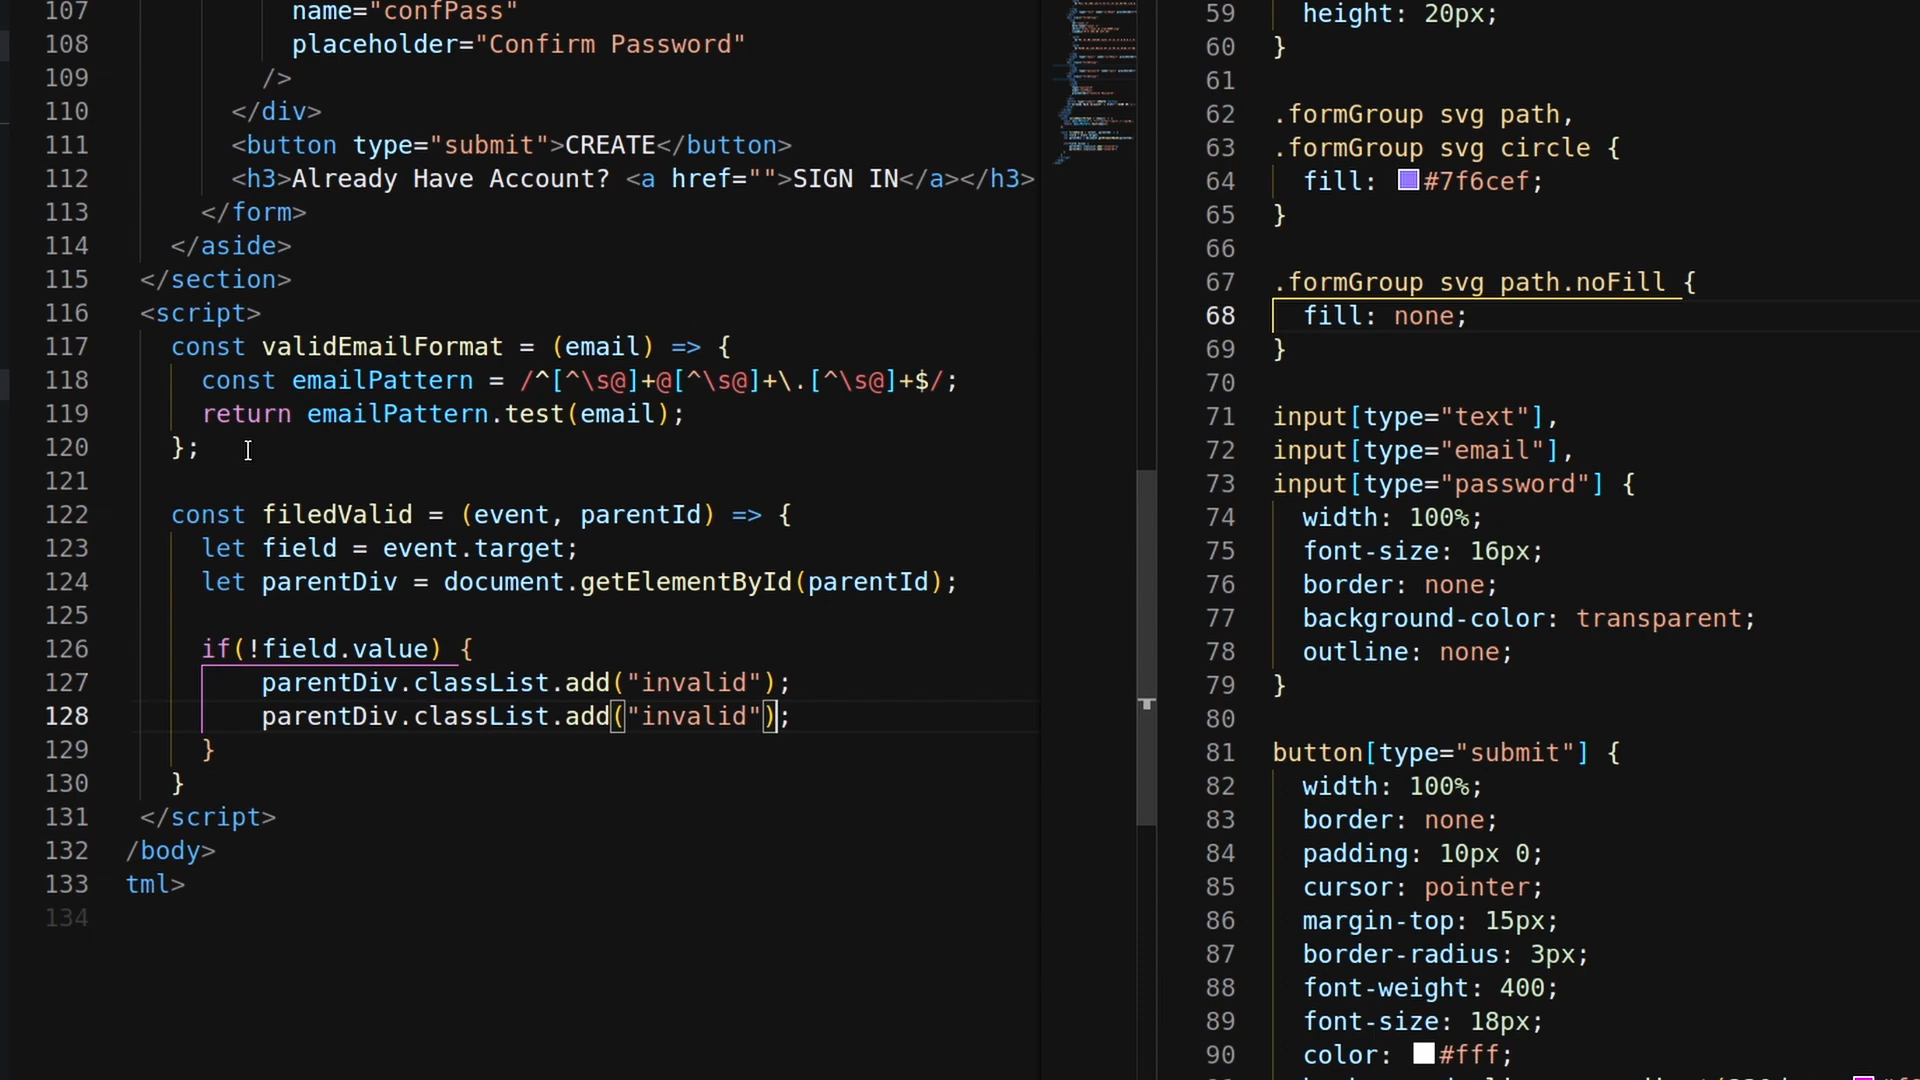 107 name="confPass"
108 placeholder="Confirm Password"
109 />
110 </div>
111 <button type="submit">CREATE</button>
112 <h3>Already Have Account? <a href="">SIGN IN</a></h3>
113 </form>
114 </aside>
115 </section>
116 <script>
117 const validEmailFormat = (email) => {
118 const emailPattern = /^[^\s@]+@[^\s@]+\.[^\s@]+$/;
119 return emailPattern.test(email);
120 };
121
122 const filedValid = (event, parentId) => {
123 let field = event.target;
124 let parentDiv = document.getElementById(parentId);
125
126 if(!field.value) {
127 parentDiv.classList.add("invalid");
128 parentDiv.classList.add("invalid");
129 }
130 }
131 </script>
132 /body>
133 tml>
134
59 height: 20px;
60 }
61
62 .formGroup svg path,
63 .formGroup svg circle {
64 fill: #7f6cef;
65 }
66
67 .formGroup svg path.noFill {
68 fill: none;
69 }
70
71 input[type="text"],
72 input[type="email"],
73 input[type="password"] {
74 width: 100%;
75 font-size: 16px;
76 border: none;
77 background-color: transparent;
78 outline: none;
79 }
80
81 button[type="submit"] {
82 width: 100%;
83 border: none;
84 padding: 10px 0;
85 cursor: pointer;
86 margin-top: 15px;
87 border-radius: 3px;
88 font-weight: 400;
89 font-size: 18px;
90 color: #fff;